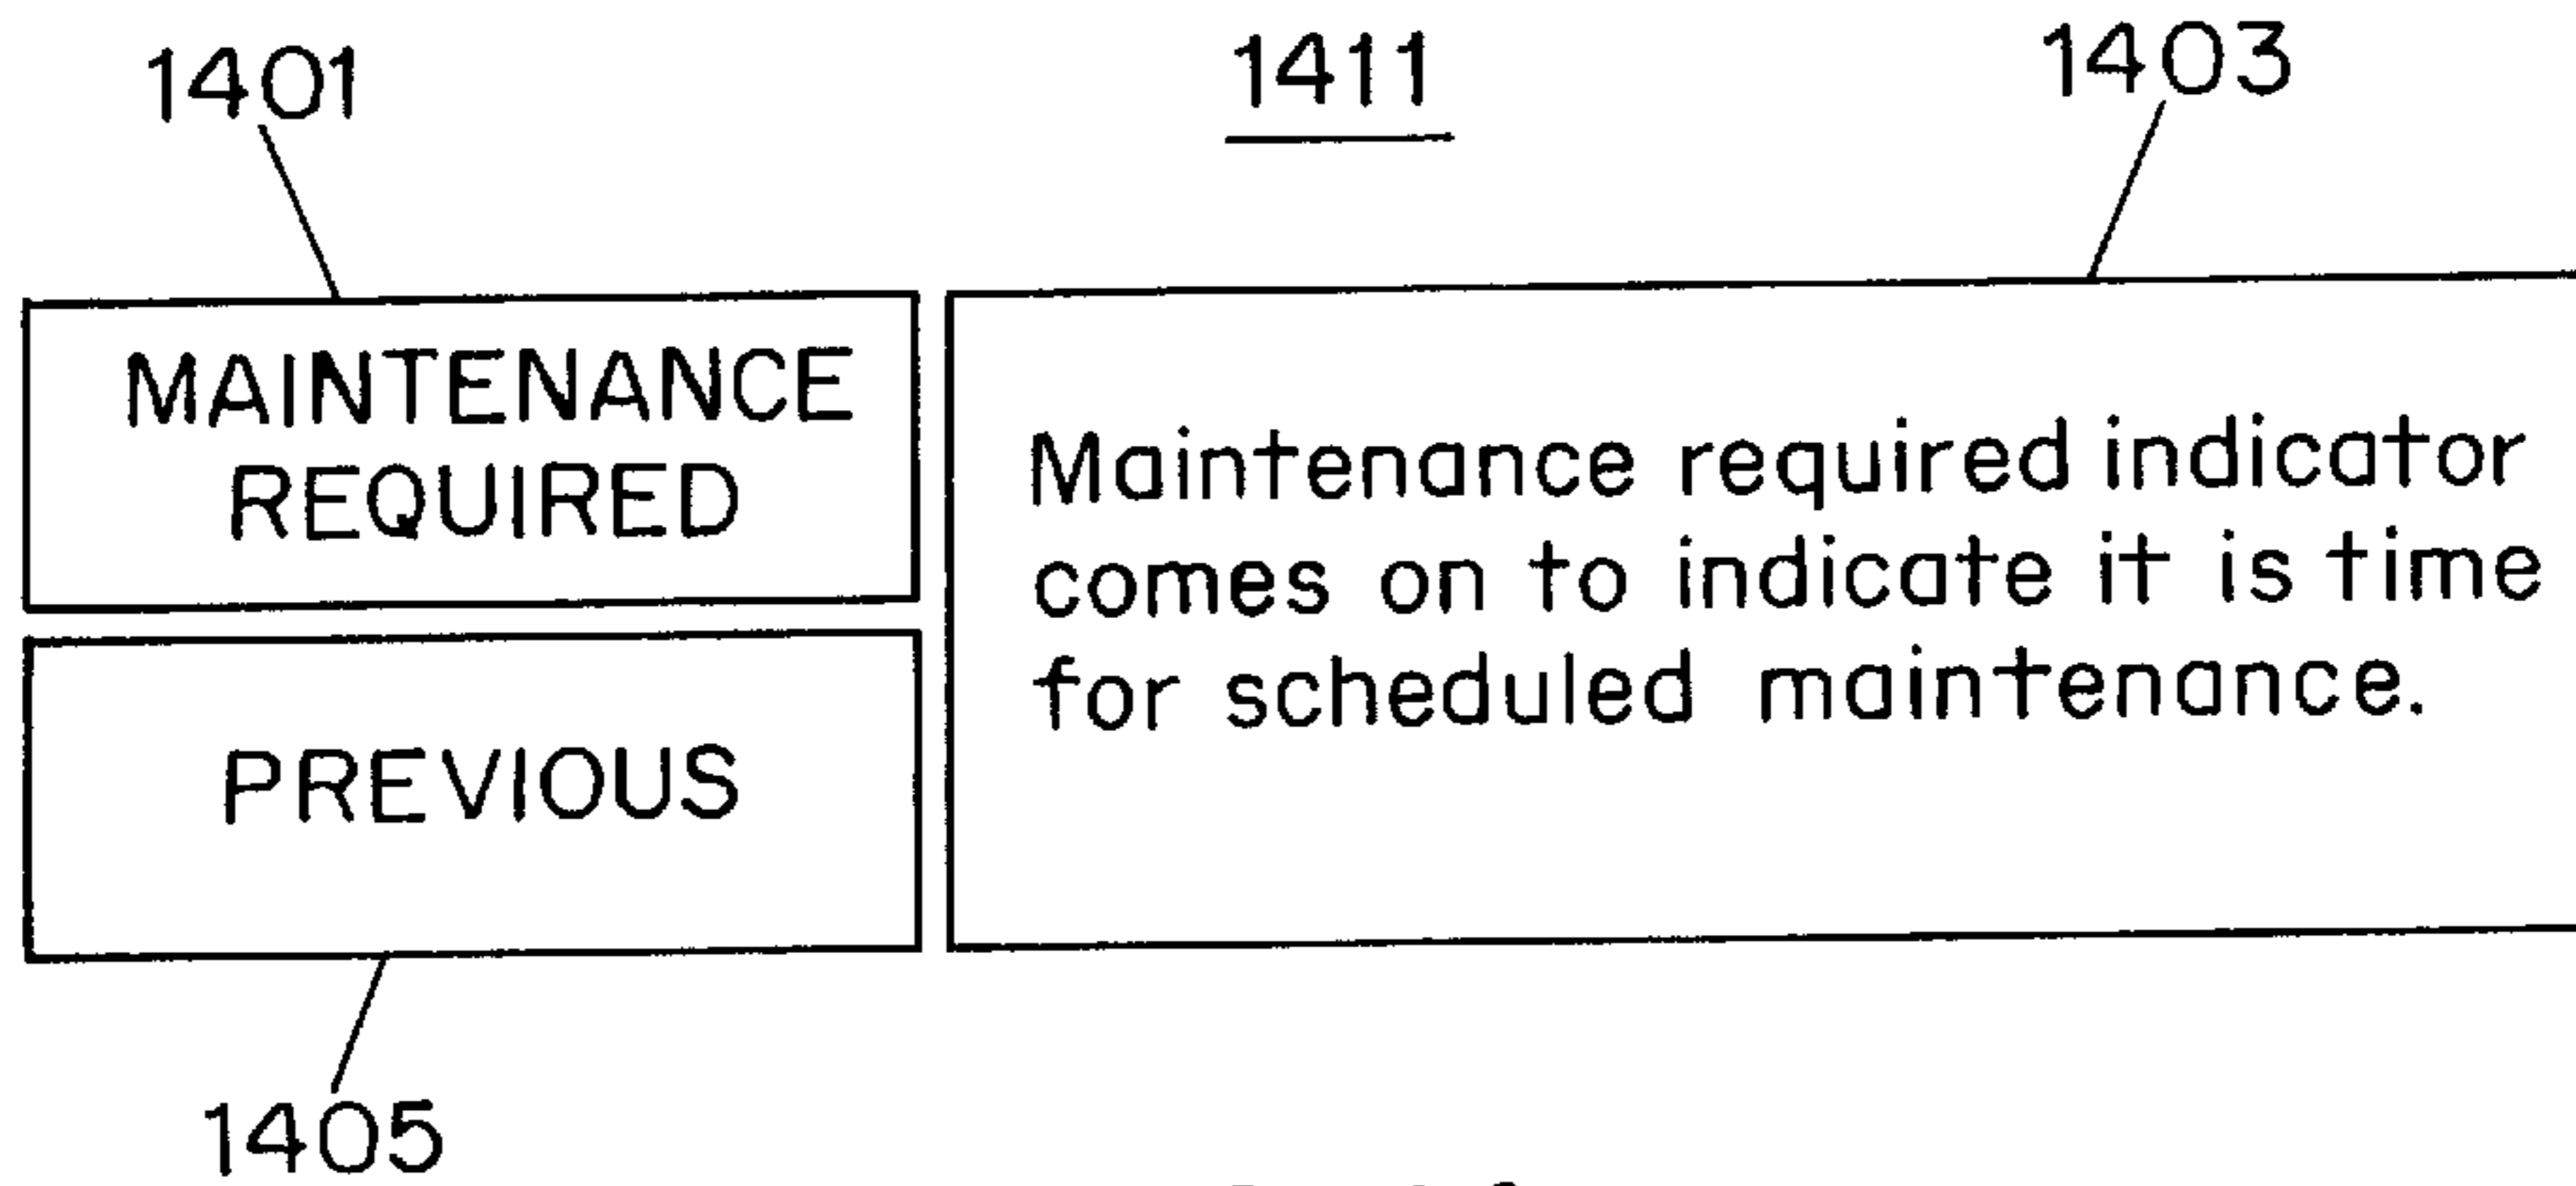 1401
1411
1403
MAINTENANCE
REQUIRED
Maintenance required indicator
comes on to indicate it is time
for scheduled maintenance.
PREVIOUS
1405